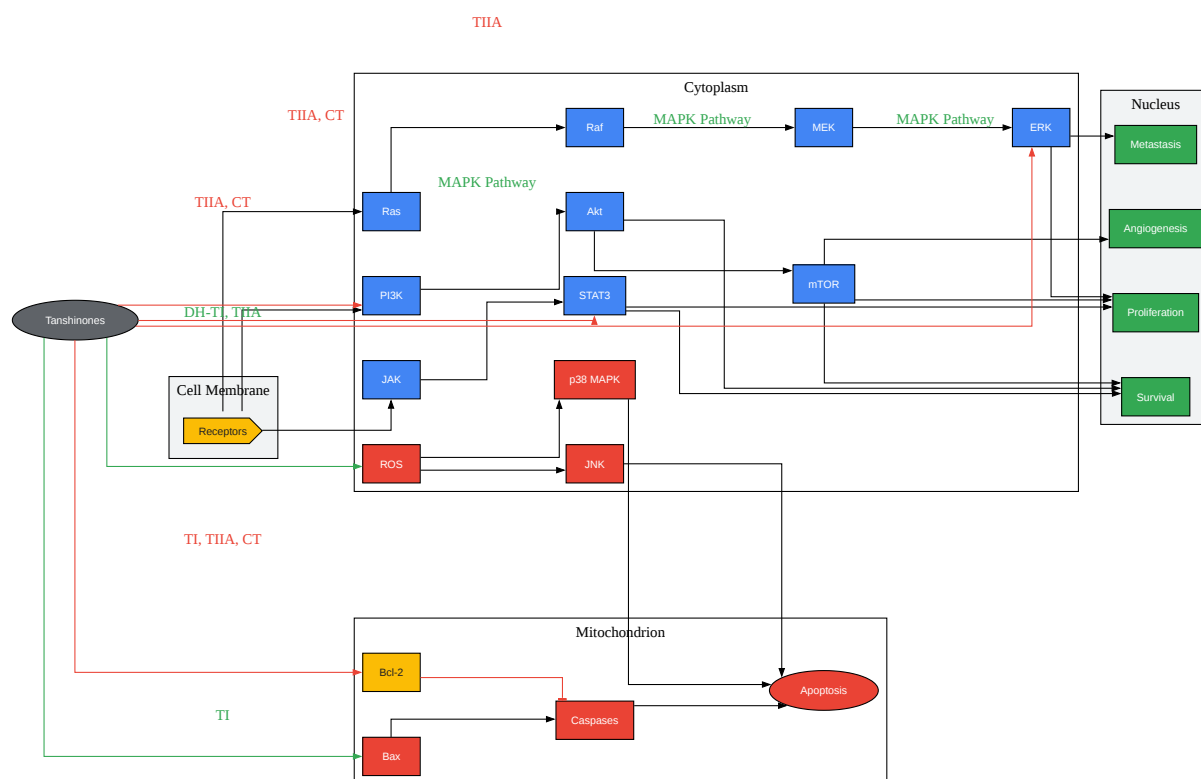 TIIA
Cytoplasm
Nucleus
TIIA, CT
Raf
MAPK Pathway
MEK
MAPK Pathway
ERK
Metastasis
MAPK Pathway
TIIA, CT
Ras
Akt
Angiogenesis
PI3K
STAT3
mTOR
Tanshinones
DH-TI, TIIA
Proliferation
Cell Membrane
JAK
p38 MAPK
Survival
Receptors
ROS
JNK
TI, TIIA, CT
Mitochondrion
Bcl-2
Apoptosis
TI
Caspases
Bax